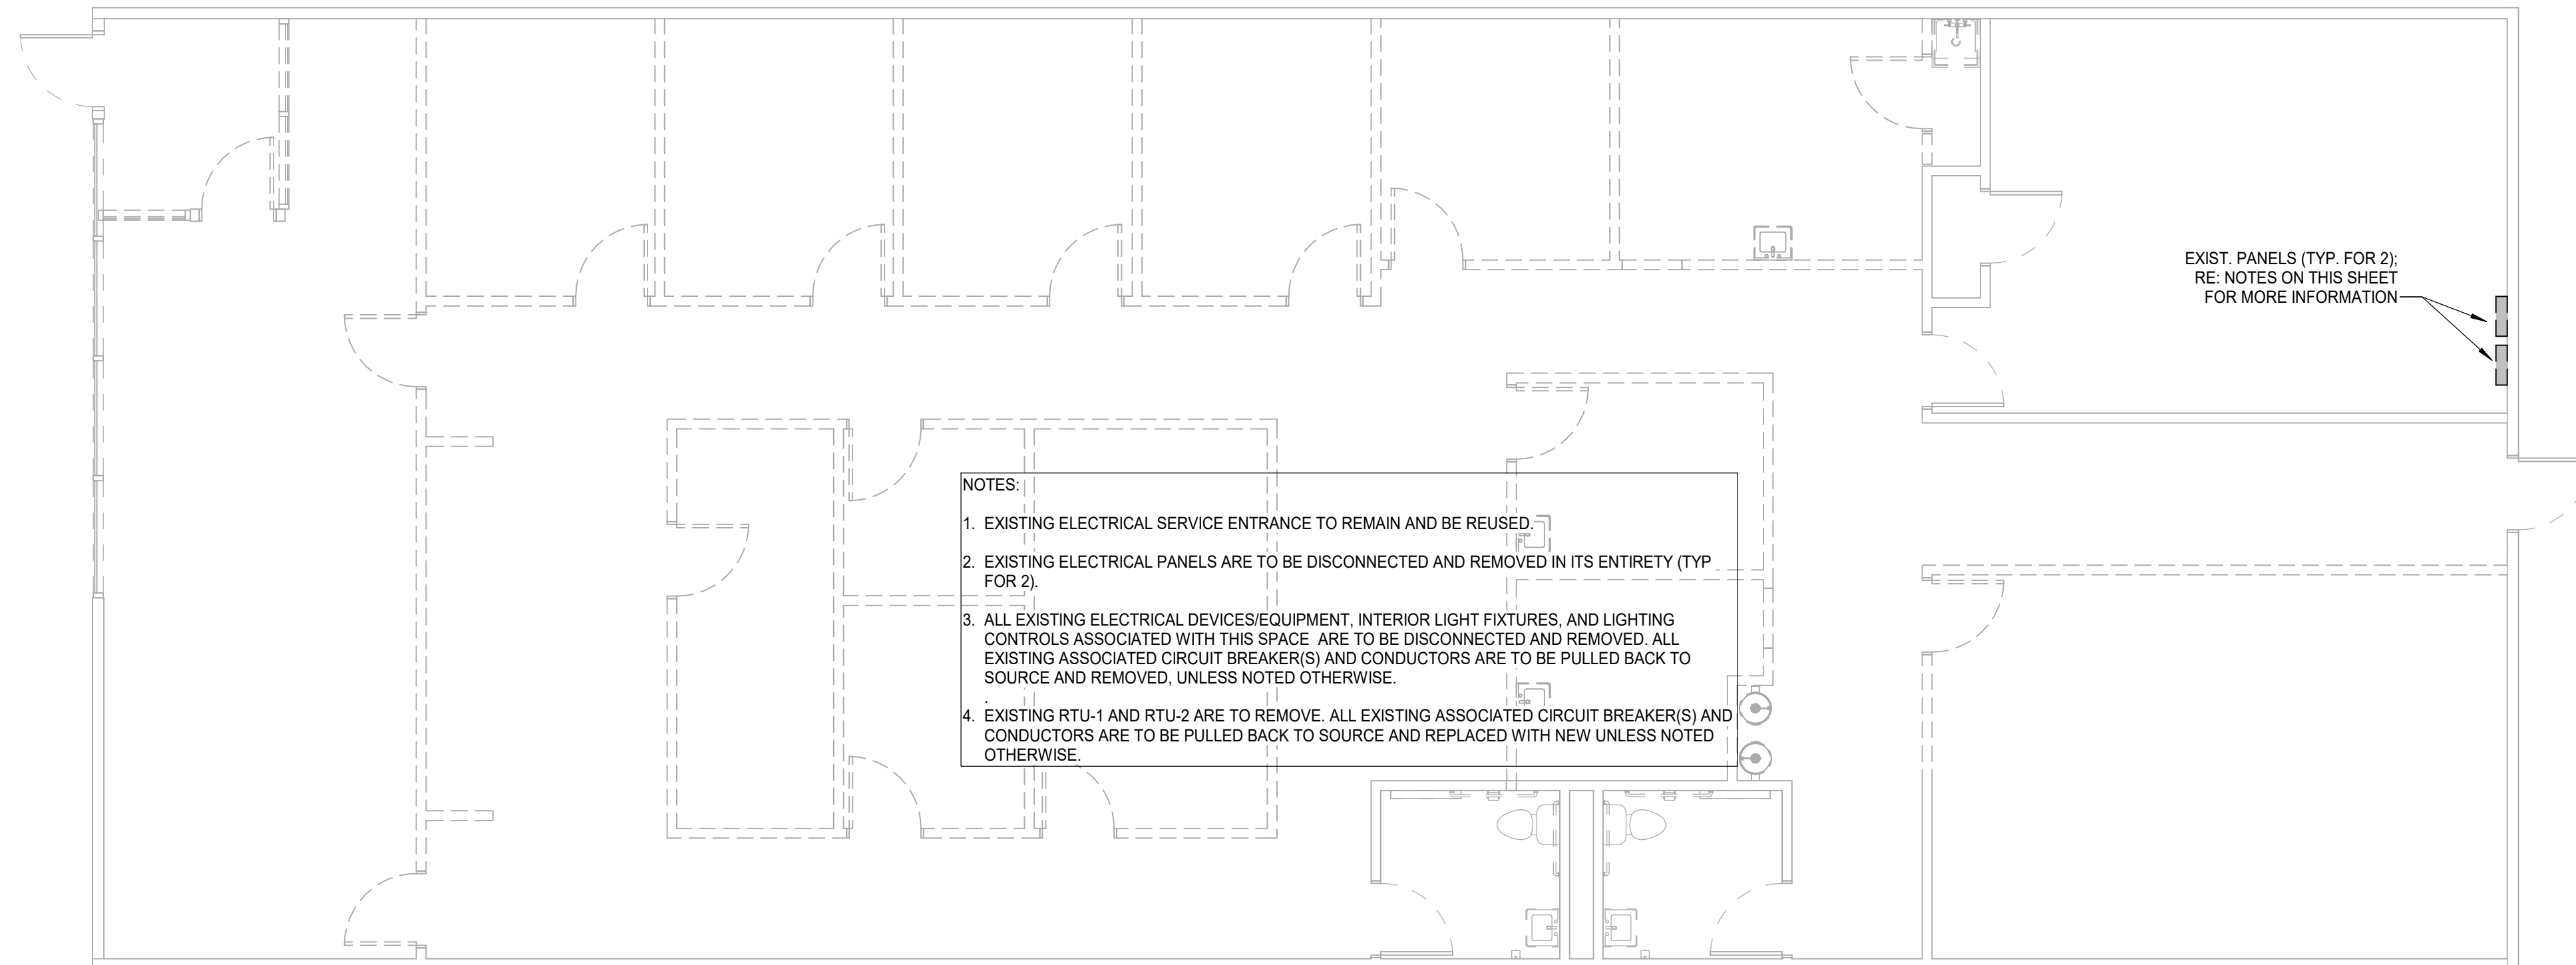 EXIST. PANELS (TYP. FOR 2);
RE: NOTES ON THIS SHEET
FOR MORE INFORMATION
NOTES:
1. EXISTING ELECTRICAL SERVICE ENTRANCE TO REMAIN AND BE REUSED.
2. EXISTING ELECTRICAL PANELS ARE TO BE DISCONNECTED AND REMOVED IN ITS ENTIRETY (TYP
FOR 2).
3. ALL EXISTING ELECTRICAL DEVICES/EQUIPMENT, INTERIOR LIGHT FIXTURES, AND LIGHTING
CONTROLS ASSOCIATED WITH THIS SPACE ARE TO BE DISCONNECTED AND REMOVED. ALL
EXISTING ASSOCIATED CIRCUIT BREAKER(S) AND CONDUCTORS ARE TO BE PULLED BACK TO
SOURCE AND REMOVED, UNLESS NOTED OTHERWISE.
.
4. EXISTING RTU-1 AND RTU-2 ARE TO REMOVE. ALL EXISTING ASSOCIATED CIRCUIT BREAKER(S) AND
CONDUCTORS ARE TO BE PULLED BACK TO SOURCE AND REPLACED WITH NEW UNLESS NOTED
OTHERWISE.